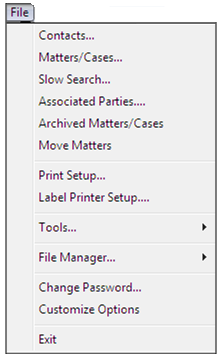 File
Contacts...
Matters/Cases...
Slow Search...
Associated Parties....
Archived Matters/Cases
Move Matters
Print Setup...
Label Printer Setup....
Tools...
File Manager...
Change Password...
Customize Options
Exit